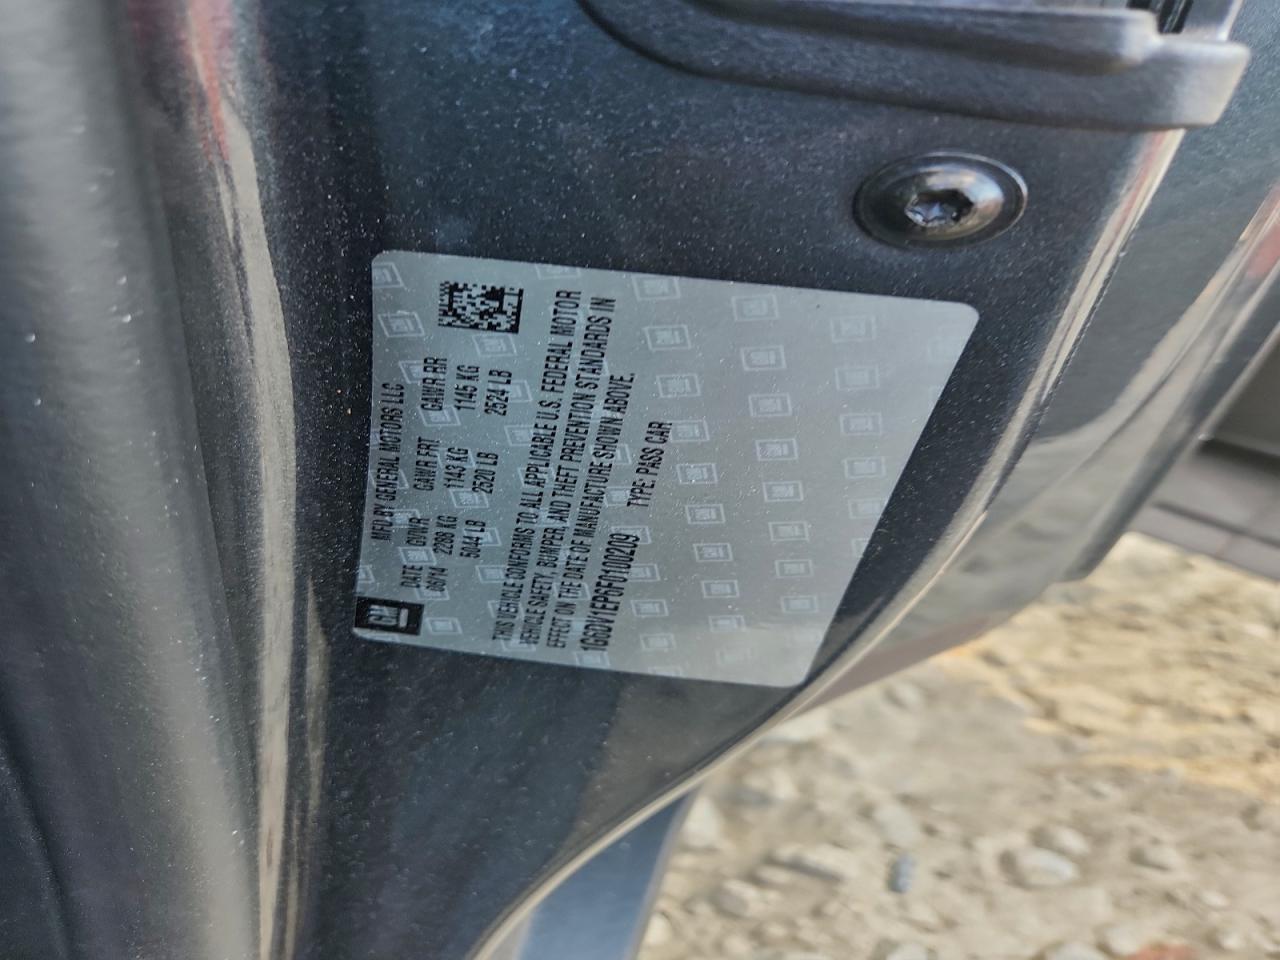 GM
MFD BY GENERAL MOTORS LLC
DATE GVWR GAWR FRT GAWR RR
09/14 2288 KG 1143 KG 1145 KG
5044 LB 2520 LB 2524 LB
THIS VEHICLE CONFORMS TO ALL APPLICABLE U.S. FEDERAL MOTOR
VEHICLE SAFETY, BUMPER, AND THEFT PREVENTION STANDARDS IN
EFFECT ON THE DATE OF MANUFACTURE SHOWN ABOVE.
1G6DV1EP6F0100209 TYPE: PASS CAR